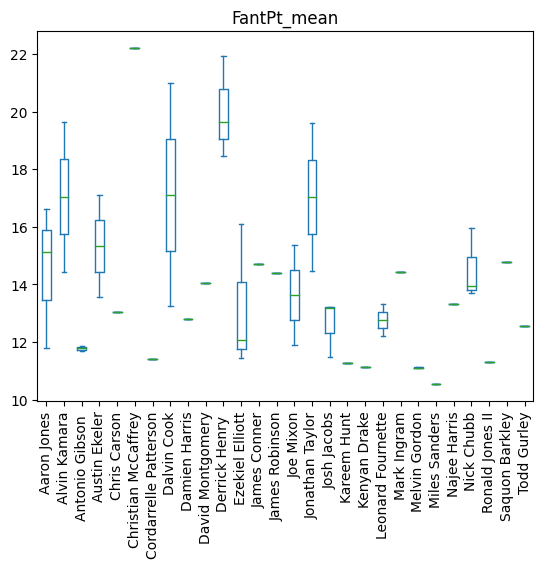 FantPt_mean
22
20
18
16
14
12
10
Aaron Jones
Alvin Kamara
Antonio Gibson
Austin Ekeler
Chris Carson
Christian McCaffrey
Cordarrelle Patterson
Dalvin Cook
Damien Harris
David Montgomery
Derrick Henry
Ezekiel Elliott
James Conner
James Robinson
Joe Mixon
Jonathan Taylor
Josh Jacobs
Kareem Hunt
Kenyan Drake
Leonard Fournette
Mark Ingram
Melvin Gordon
Miles Sanders
Najee Harris
Nick Chubb
Ronald Jones II
Saquon Barkley
Todd Gurley